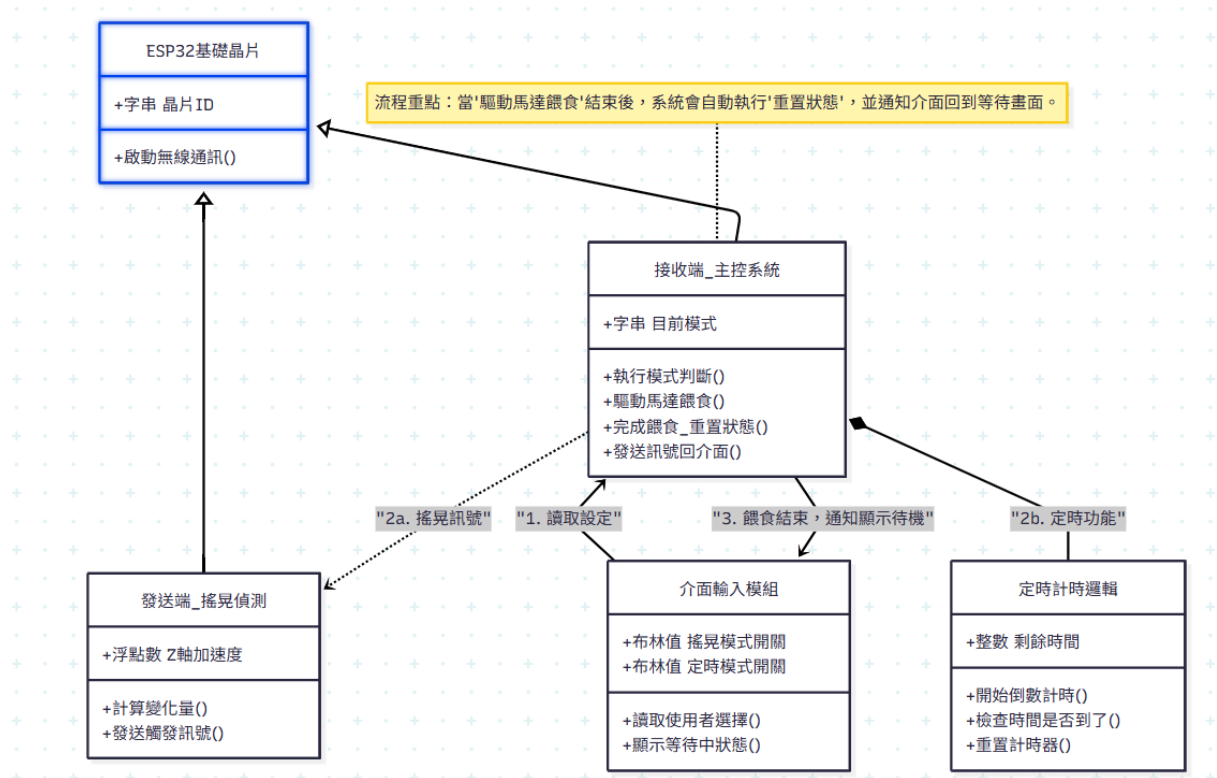 ESP32基礎晶片
+字串 晶片ID
+啟動無線通訊()
流程重點：當'驅動馬達餵食'結束後，系統會自動執行'重置狀態'，並通知介面回到等待畫面。
接收端_主控系統
+字串 目前模式
+執行模式判斷()
+驅動馬達餵食()
+完成餵食_重置狀態()
+發送訊號回介面()
"2a. 搖晃訊號"
"1. 讀取設定"
"3. 餵食結束，通知顯示待機"
"2b. 定時功能"
發送端_搖晃偵測
+浮點數 Z軸加速度
+計算變化量()
+發送觸發訊號()
介面輸入模組
+布林值 搖晃模式開關
+布林值 定時模式開關
+讀取使用者選擇()
+顯示等待中狀態()
定時計時邏輯
+整數 剩餘時間
+開始倒數計時()
+檢查時間是否到了()
+重置計時器()